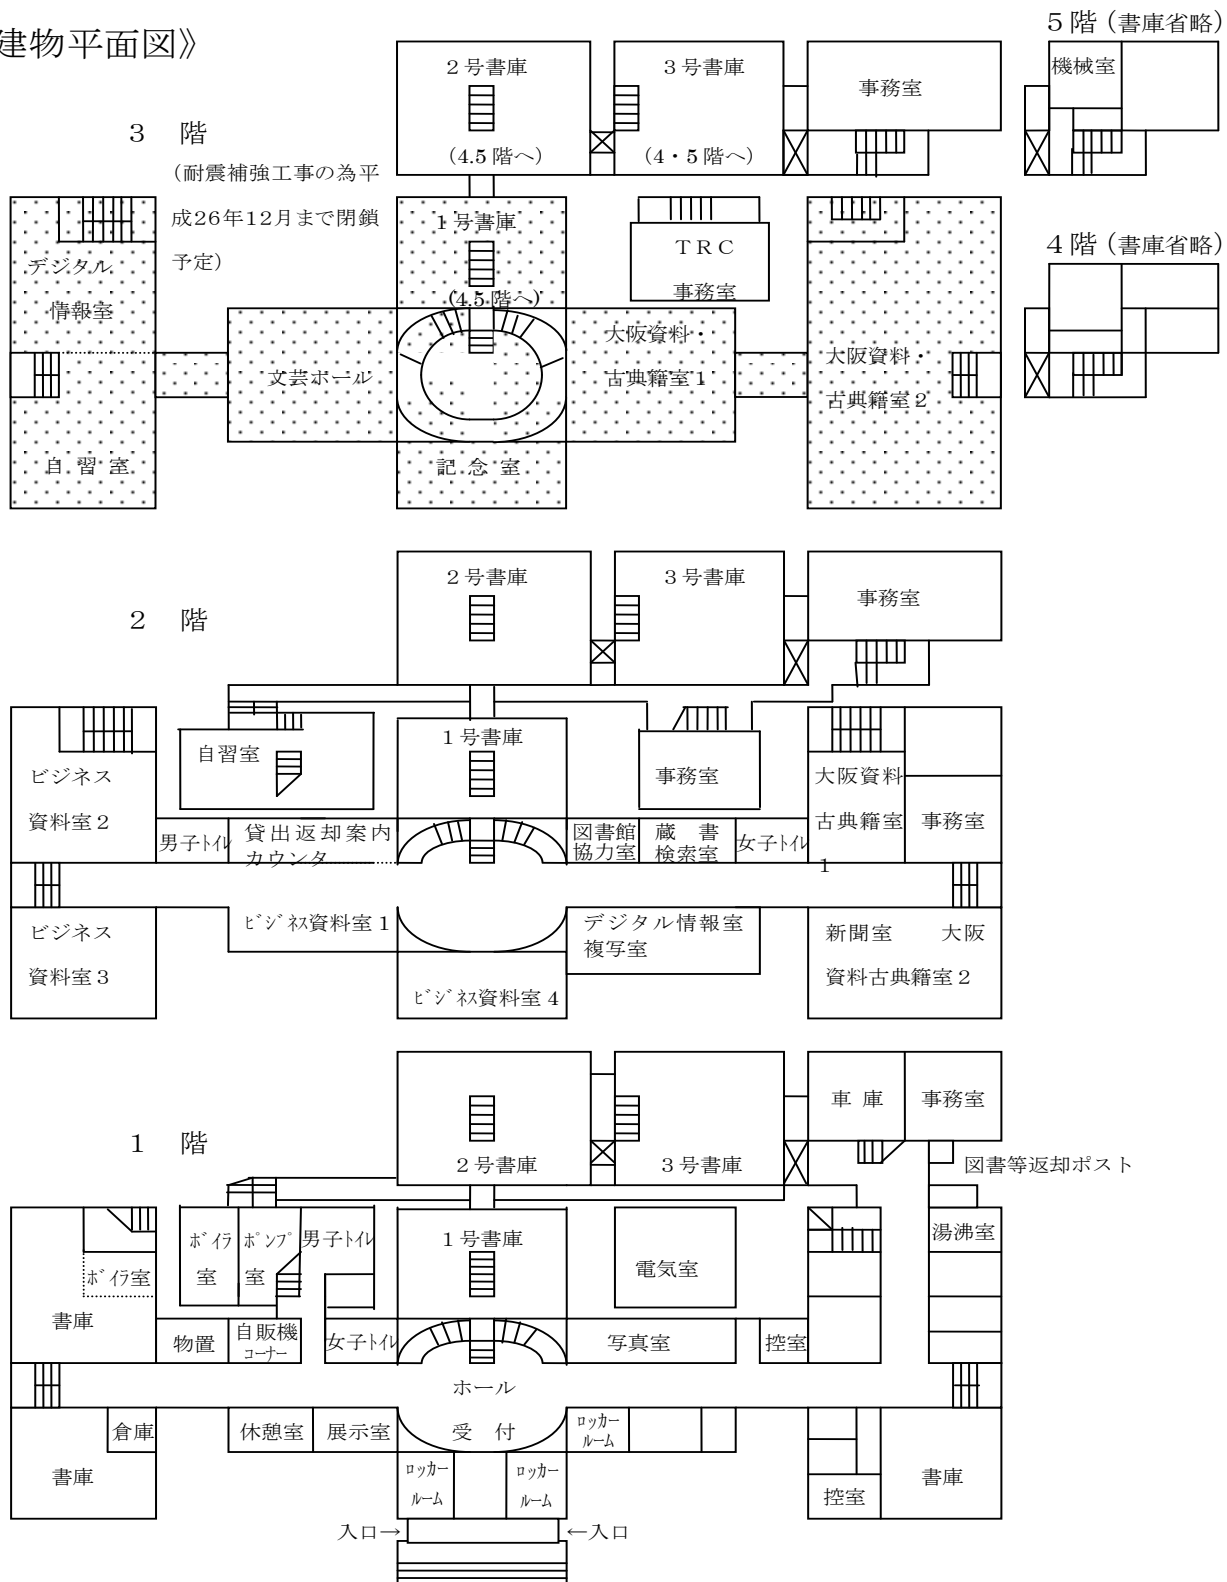 建物平面図》
5階（書庫省略）
2号書庫
3号書庫
事務室
機械室
3　階
(4.5階へ)
(4・5階へ)
（耐震補強工事の為平
成26年12月まで閉鎖
予定）
1号書庫
(4.5階へ)
TRC
事務室
4階（書庫省略）
デジタル
情報室
文芸ホール
大阪資料・
古典籍室1
大阪資料・
古典籍室2
自習室
記念室
2　階
2号書庫
3号書庫
事務室
自習室
1号書庫
事務室
ビジネス
資料室2
男子トイレ
貸出返却案内
カウンター
図書館
協力室
蔵書
検索室
女子トイレ
大阪資料
古典籍室
1
事務室
ビジネス
資料室3
ビジネス資料室1
デジタル情報室
複写室
新聞室　大阪
資料古典籍室2
ビジネス資料室4
1　階
2号書庫
3号書庫
車庫
事務室
図書等返却ポスト
ボイラ
室
ポンプ
室
男子トイレ
1号書庫
電気室
湯沸室
ボイラ室
書庫
物置
自販機
コーナー
女子トイレ
写真室
控室
ホール
倉庫
休憩室
展示室
受　付
ロッカー
ルーム
書庫
ロッカー
ルーム
ロッカー
ルーム
控室
書庫
入口→
←入口